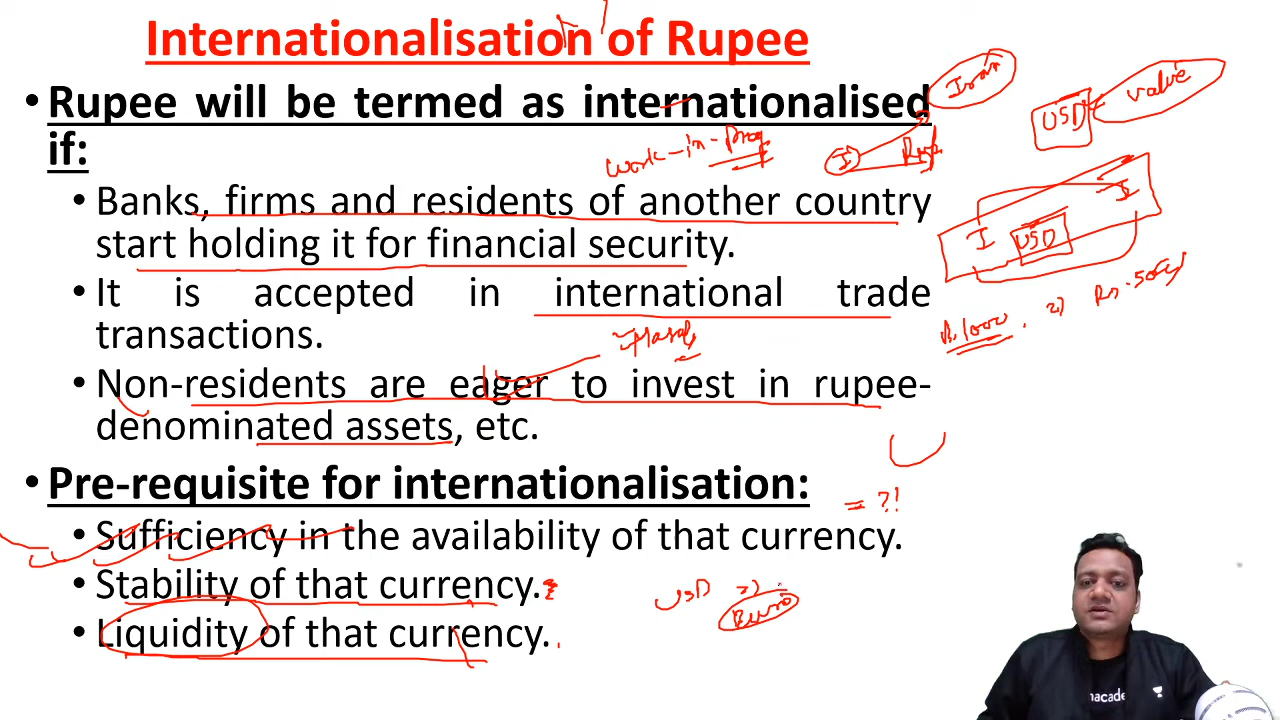 Internationalisation of Rupee
• Rupee will be termed as internationalised
if:
• Banks, firms and residents of another country
start holding it for financial security.
• It is accepted in international trade
transactions.
• Non-residents are eager to invest in rupee-
denominated assets, etc.
• Pre-requisite for internationalisation:
• Sufficiency in the availability of that currency.
• Stability of that currency.
• Liquidity of that currency.
work-in-prog.
Iran
I
USD
value
I
USD
I
= ?!
USD
Euro
nacade